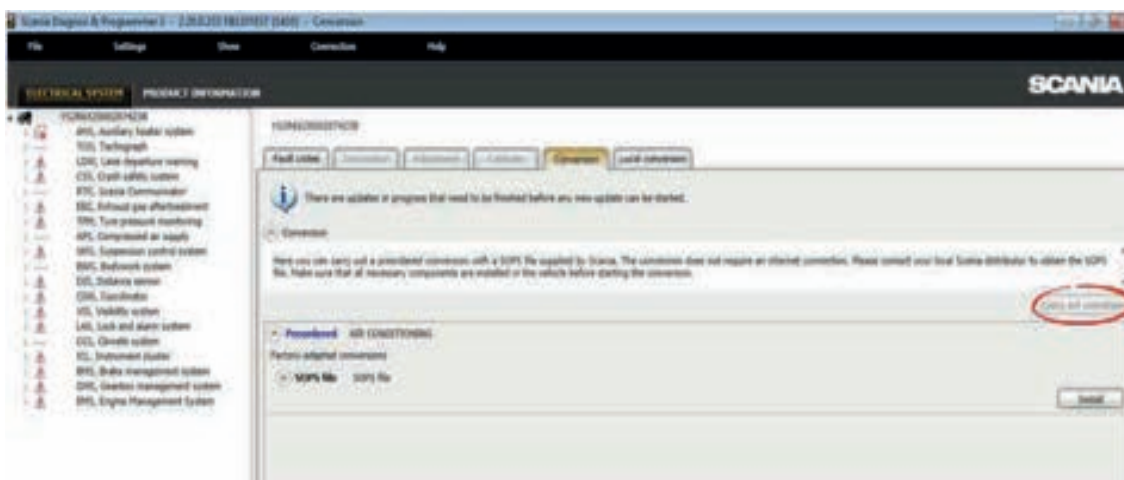 Scania Diagnos & Programmer 3 - Conversion
File Settings Show Connection Help
SCANIA
ELECTRICAL SYSTEM PRODUCT INFORMATION
AHS, Auxiliary heater system
TCO, Tachograph
LDW, Lane departure warning
CSS, Crash safety system
RTC, Scania Communicator
EEC, Exhaust gas aftertreatment
TPM, Tyre pressure monitoring
APS, Compressed air supply
Suspension control system
BWS, Bodywork system
DIS, Distance sensor
COO, Coordinator
VIS, Visibility system
LAS, Lock and alarm system
CCS, Climate system
ICL, Instrument cluster
BMS, Brake management system
GMS, Gearbox management system
EMS, Engine Management System
Fault codes Adjustment Calibrate Conversion Local conversion
There are updates in progress that need to be finished before any new update can be started.
Conversion
Here you can carry out a preordered conversion with a SOPS file supplied by Scania. The conversion does not require an internet connection. Please contact your local Scania distributor to obtain the SOPS
file. Make sure that all necessary components are installed in the vehicle before starting the conversion.
Carry out conversion
Preordered AIR CONDITIONING
Factory adapted conversions
SOPS file SOPS file
Install